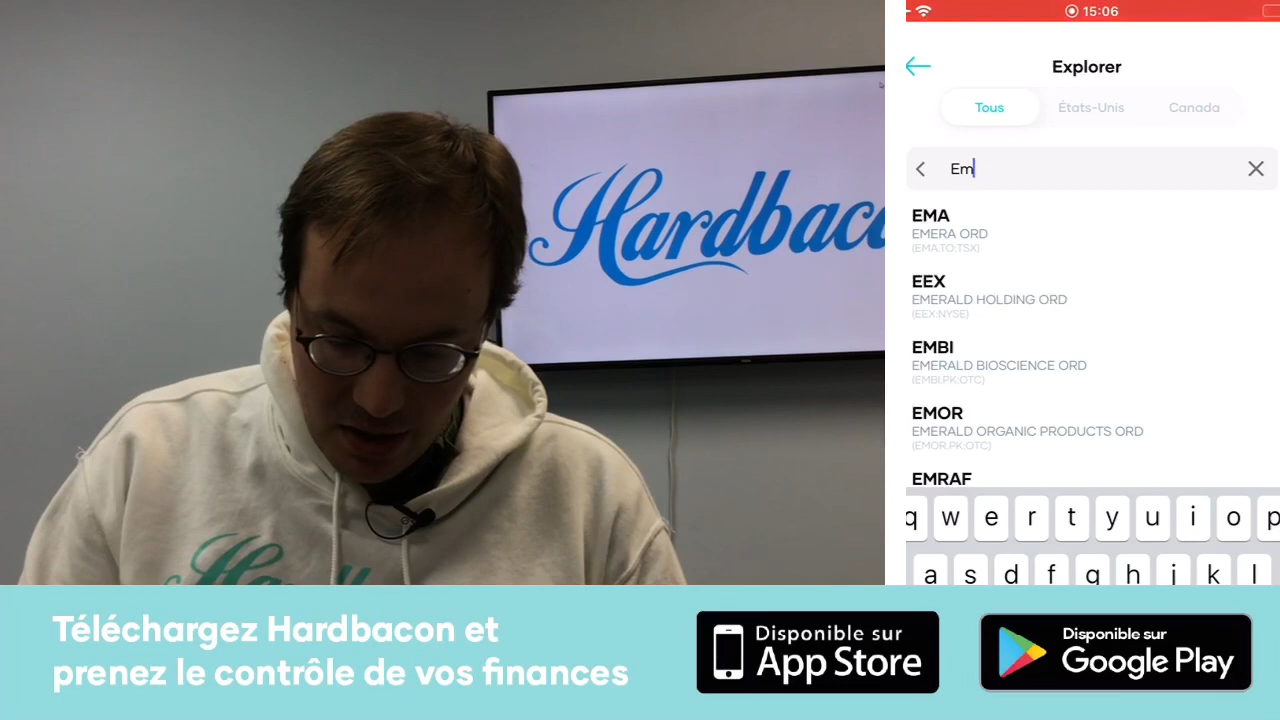 Hardbaco
15:06
Explorer
Tous États-Unis Canada
Em
EMA
EMERA ORD
(EMA.TO:TSX)
EEX
EMERALD HOLDING ORD
(EEX:NYSE)
EMBI
EMERALD BIOSCIENCE ORD
(EMBI.PK:OTC)
EMOR
EMERALD ORGANIC PRODUCTS ORD
(EMOR.PK:OTC)
EMRAF
q w e r t y u i o p
a s d f g h j k l
Téléchargez Hardbacon et
prenez le contrôle de vos finances
Disponible sur
App Store
Disponible sur
Google Play